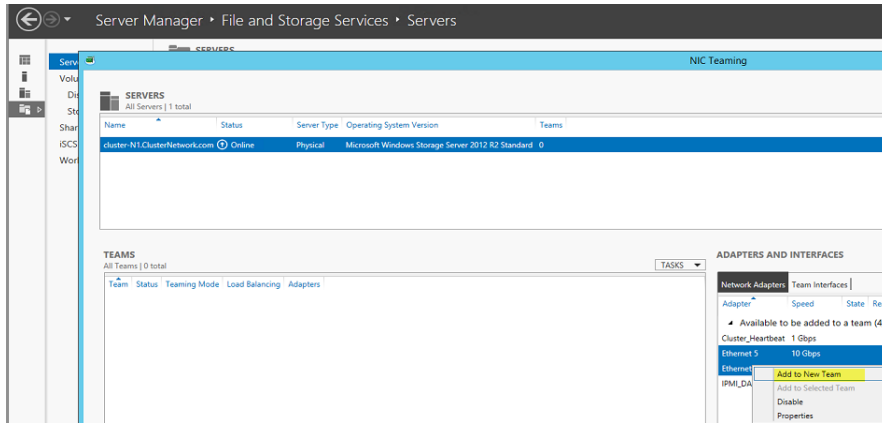 Server Manager ‣ File and Storage Services ‣ Servers
SERVERS
Serv
Volu
Di
Sto
Shar
iSCS
Worl
NIC Teaming
SERVERS
All Servers | 1 total
Name Status Server Type Operating System Version Teams
cluster-N1.ClusterNetwork.com Online Physical Microsoft Windows Storage Server 2012 R2 Standard 0
TEAMS
All Teams | 0 total
TASKS
Team Status Teaming Mode Load Balancing Adapters
ADAPTERS AND INTERFACES
Network Adapters Team Interfaces
Adapter Speed State Re
Available to be added to a team (4
Cluster_Heartbeat 1 Gbps
Ethernet 5 10 Gbps
Ethernet
IPMI_DA
Add to New Team
Add to Selected Team
Disable
Properties